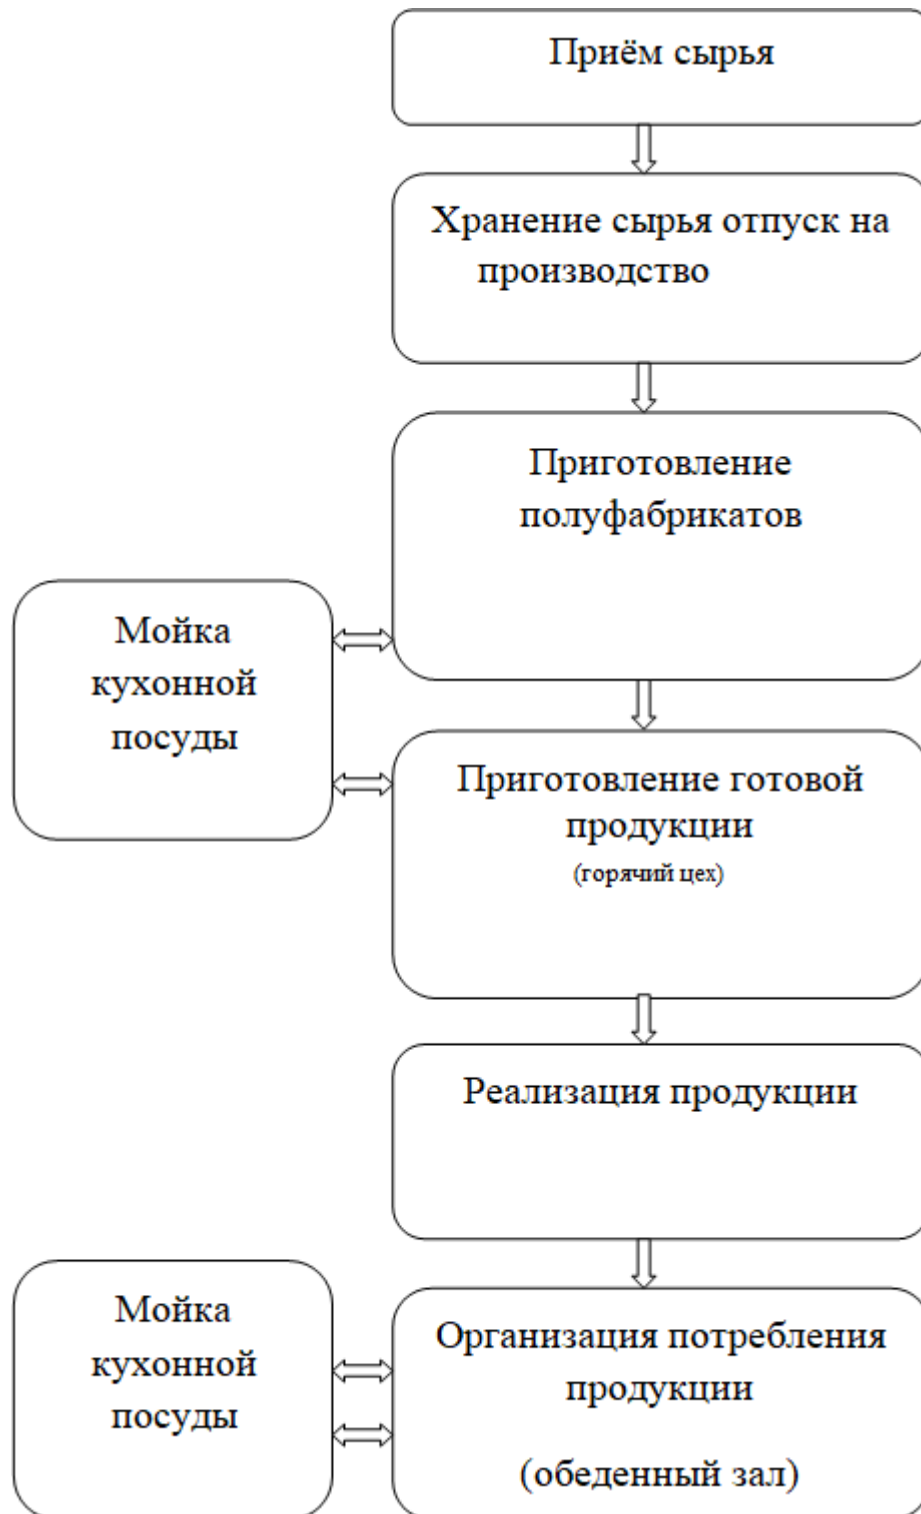 Приём сырья
Хранение сырья отпуск на
производство
Приготовление
полуфабрикатов
Мойка
кухонной
посуды
Приготовление готовой
продукции
(горячий цех)
Реализация продукции
Мойка
кухонной
посуды
Организация потребления
продукции
(обеденный зал)